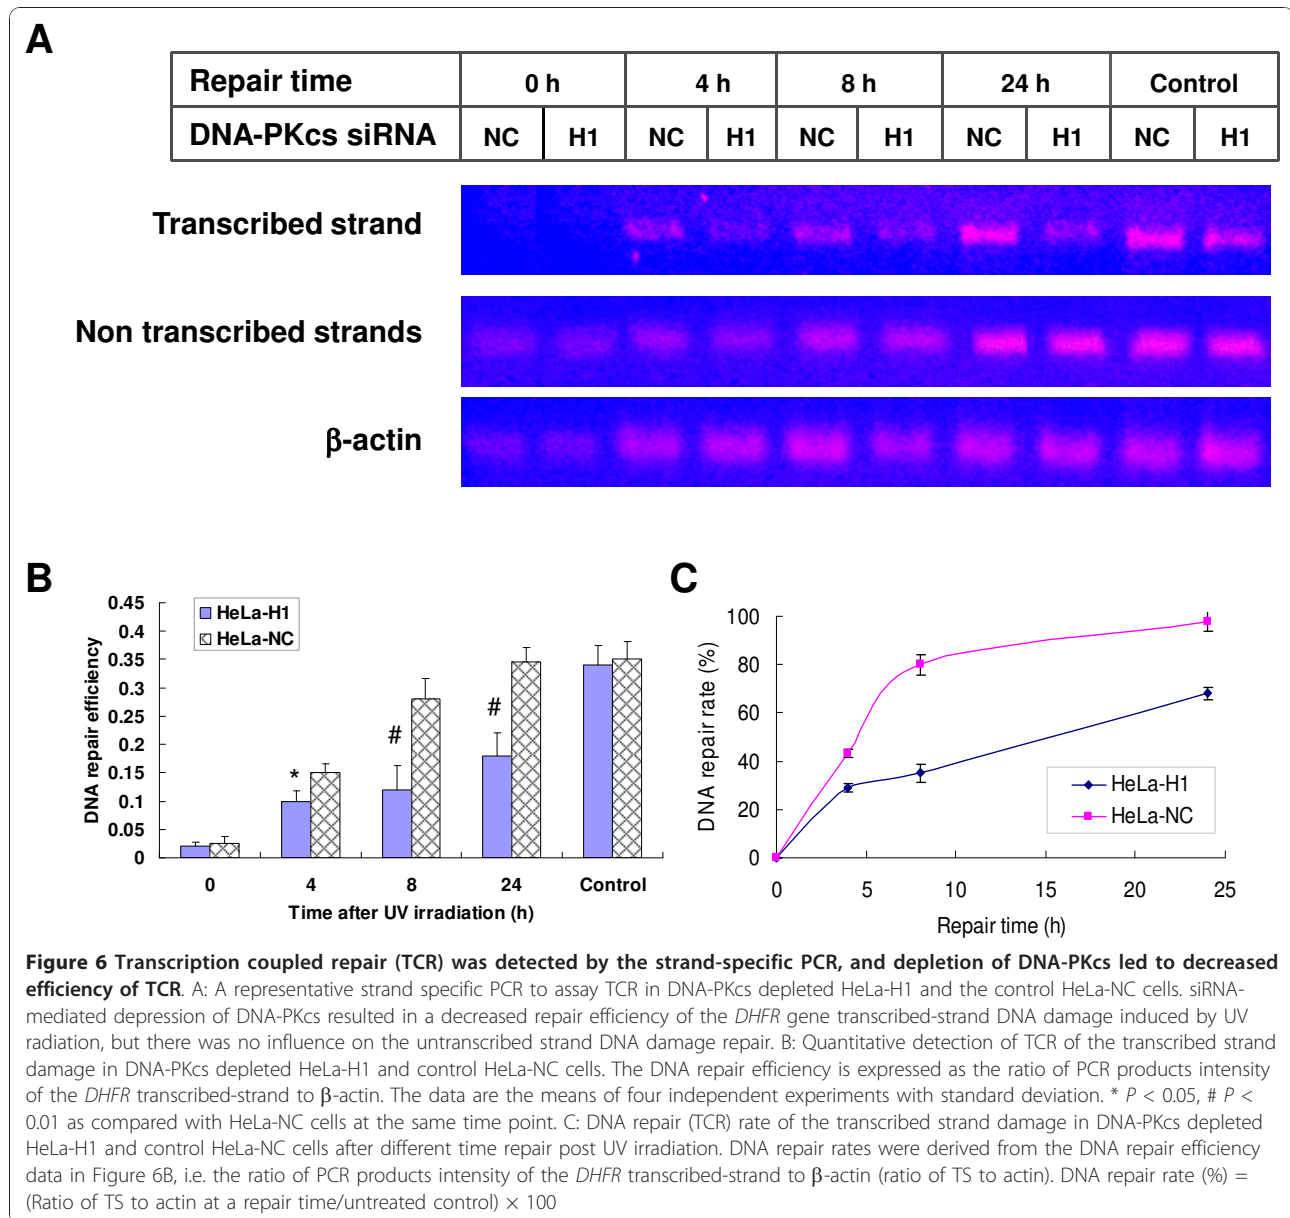 A
Repair time 0 h 4 h 8 h 24 h Control
DNA-PKcs siRNA NC H1 NC H1 NC H1 NC H1 NC H1
Transcribed strand
Non transcribed strands
β-actin
B
DNA repair efficiency
0.45
0.4
0.35
0.3
0.25
0.2
0.15
0.1
0.05
0
HeLa-H1
HeLa-NC
* # #
0 4 8 24 Control
Time after UV irradiation (h)
C
DNA repair rate (%)
100
80
60
40
20
0
HeLa-H1
HeLa-NC
0 5 10 15 20 25
Repair time (h)
Figure 6 Transcription coupled repair (TCR) was detected by the strand-specific PCR, and depletion of DNA-PKcs led to decreased
efficiency of TCR. A: A representative strand specific PCR to assay TCR in DNA-PKcs depleted HeLa-H1 and the control HeLa-NC cells. siRNA-
mediated depression of DNA-PKcs resulted in a decreased repair efficiency of the DHFR gene transcribed-strand DNA damage induced by UV
radiation, but there was no influence on the untranscribed strand DNA damage repair. B: Quantitative detection of TCR of the transcribed strand
damage in DNA-PKcs depleted HeLa-H1 and control HeLa-NC cells. The DNA repair efficiency is expressed as the ratio of PCR products intensity
of the DHFR transcribed-strand to β-actin. The data are the means of four independent experiments with standard deviation. * P < 0.05, # P <
0.01 as compared with HeLa-NC cells at the same time point. C: DNA repair (TCR) rate of the transcribed strand damage in DNA-PKcs depleted
HeLa-H1 and control HeLa-NC cells after different time repair post UV irradiation. DNA repair rates were derived from the DNA repair efficiency
data in Figure 6B, i.e. the ratio of PCR products intensity of the DHFR transcribed-strand to β-actin (ratio of TS to actin). DNA repair rate (%) =
(Ratio of TS to actin at a repair time/untreated control) × 100